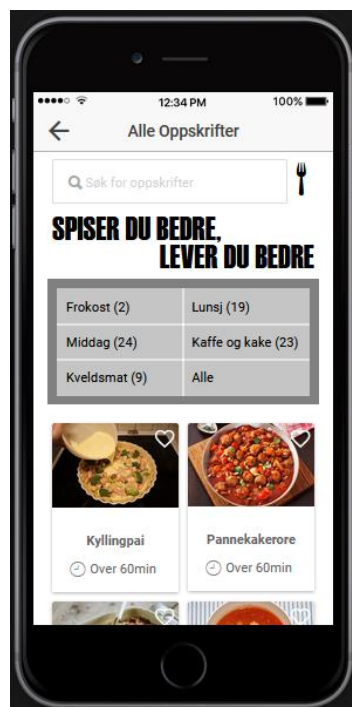 12:34 PM
100%
Alle Oppskrifter
Søk for oppskrifter
SPISER DU BEDRE,
LEVER DU BEDRE
Frokost (2)
Lunsj (19)
Middag (24)
Kaffe og kake (23)
Kveldsmat (9)
Alle
Kyllingpai
Pannekakerore
Over 60min
Over 60min